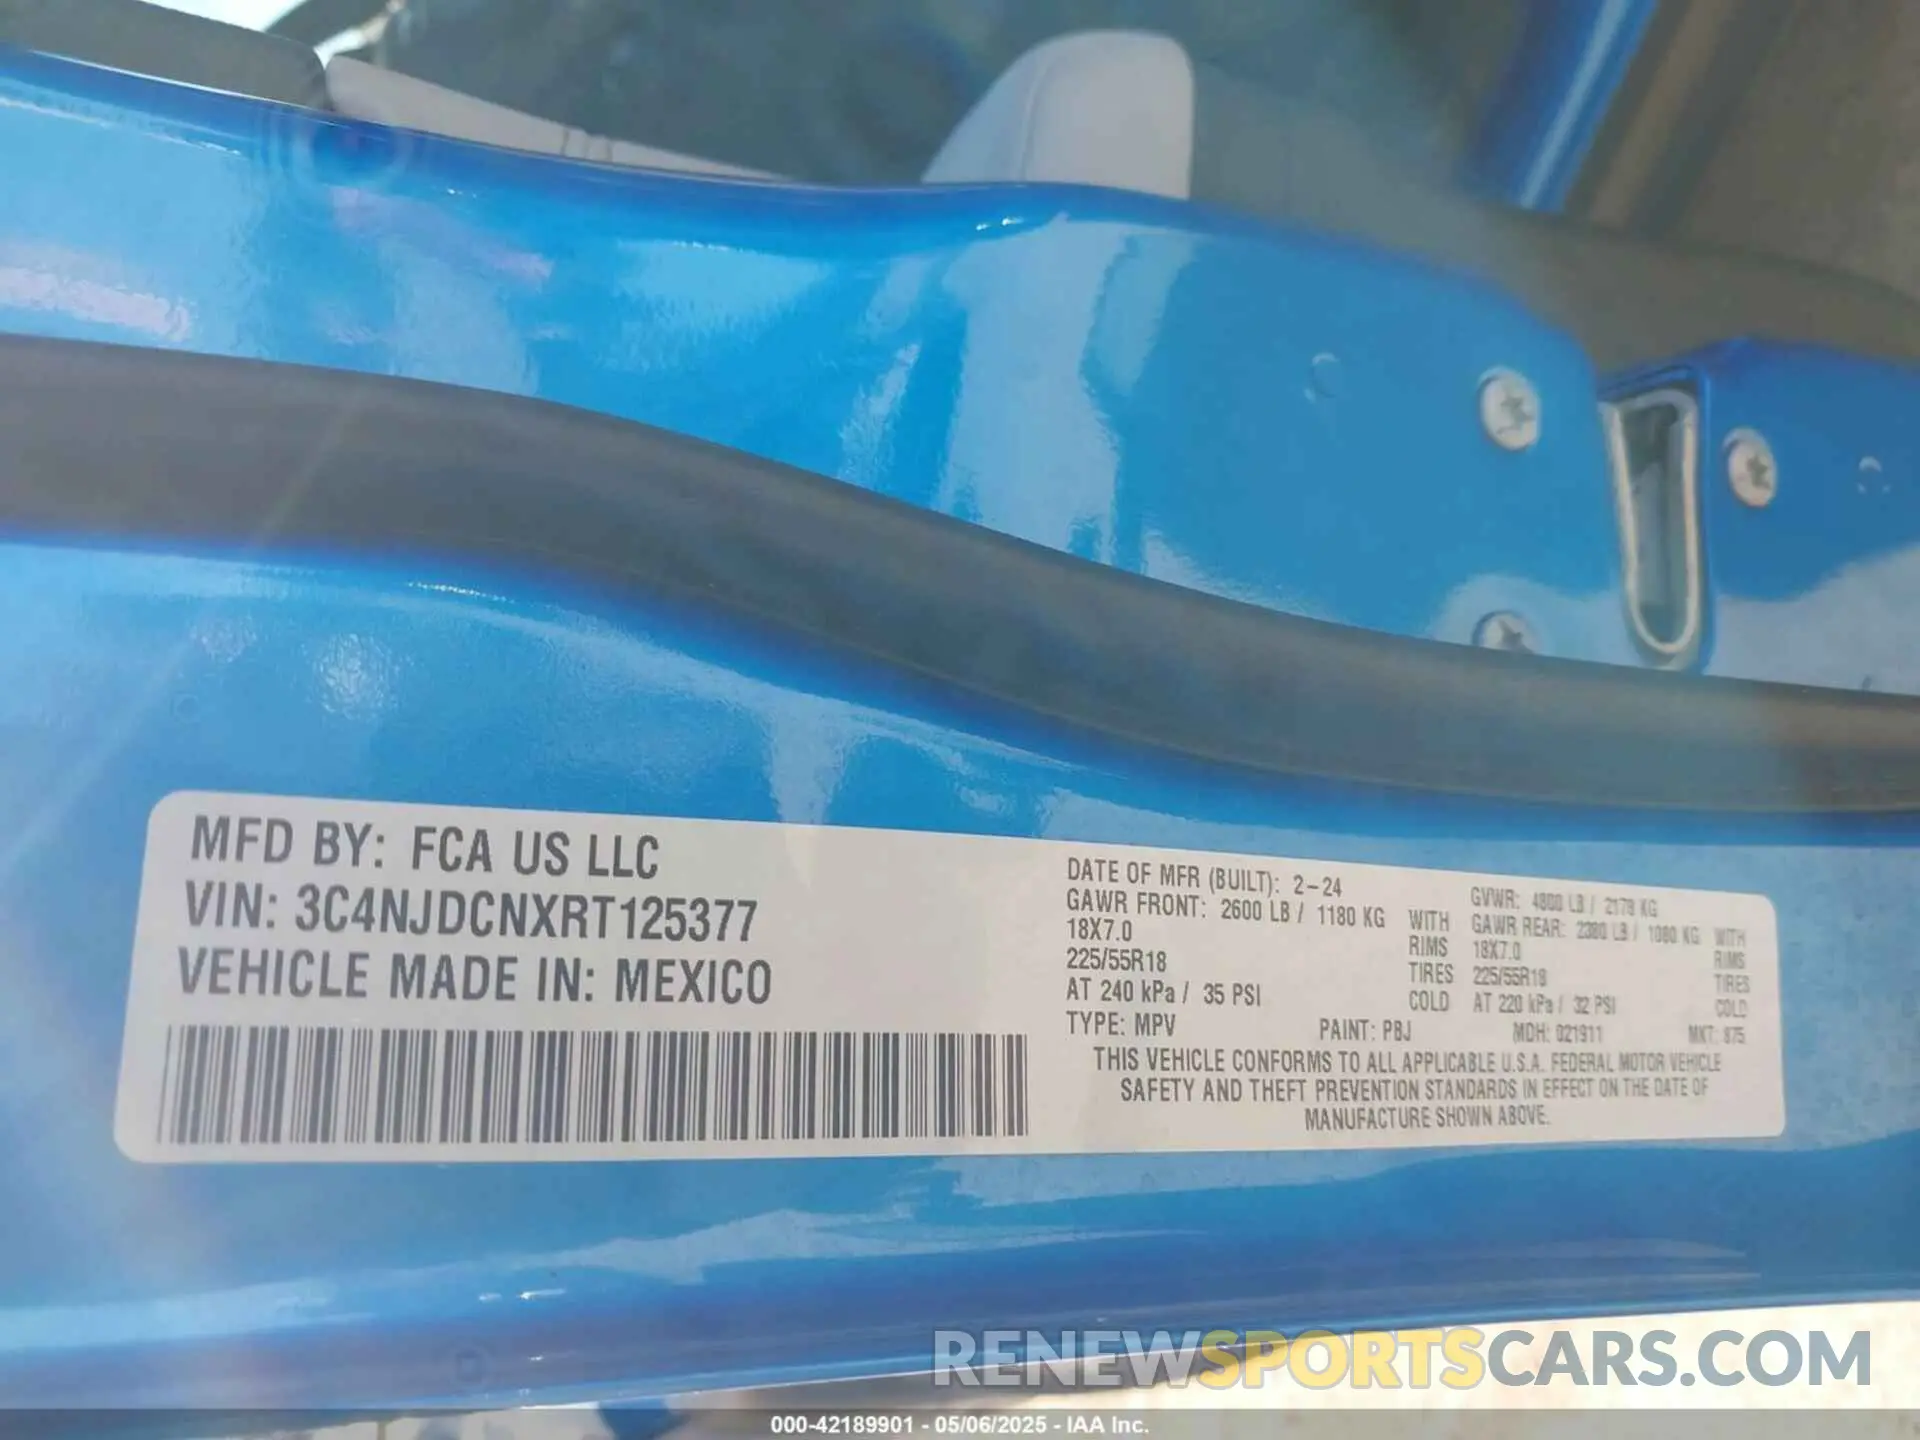 MFD BY: FCA US LLC
VIN: 3C4NJDCNXRT125377
VEHICLE MADE IN: MEXICO
DATE OF MFR (BUILT): 2-24
GAWR FRONT: 2600 LB / 1180 KG WITH
18X7.0 RIMS
225/55R18 TIRES
AT 240 kPa / 35 PSI COLD
GVWR: 4800 LB / 2178 KG
GAWR REAR: 2380 LB / 1080 KG WITH
18X7.0 RIMS
225/55R18 TIRES
AT 220 kPa / 32 PSI COLD
TYPE: MPV PAINT: PBJ MDH: 021911 MKT: 875
THIS VEHICLE CONFORMS TO ALL APPLICABLE U.S.A. FEDERAL MOTOR VEHICLE
SAFETY AND THEFT PREVENTION STANDARDS IN EFFECT ON THE DATE OF
MANUFACTURE SHOWN ABOVE.
RENEWSPORTSCARS.COM
000-42189901 - 05/06/2025 - IAA Inc.